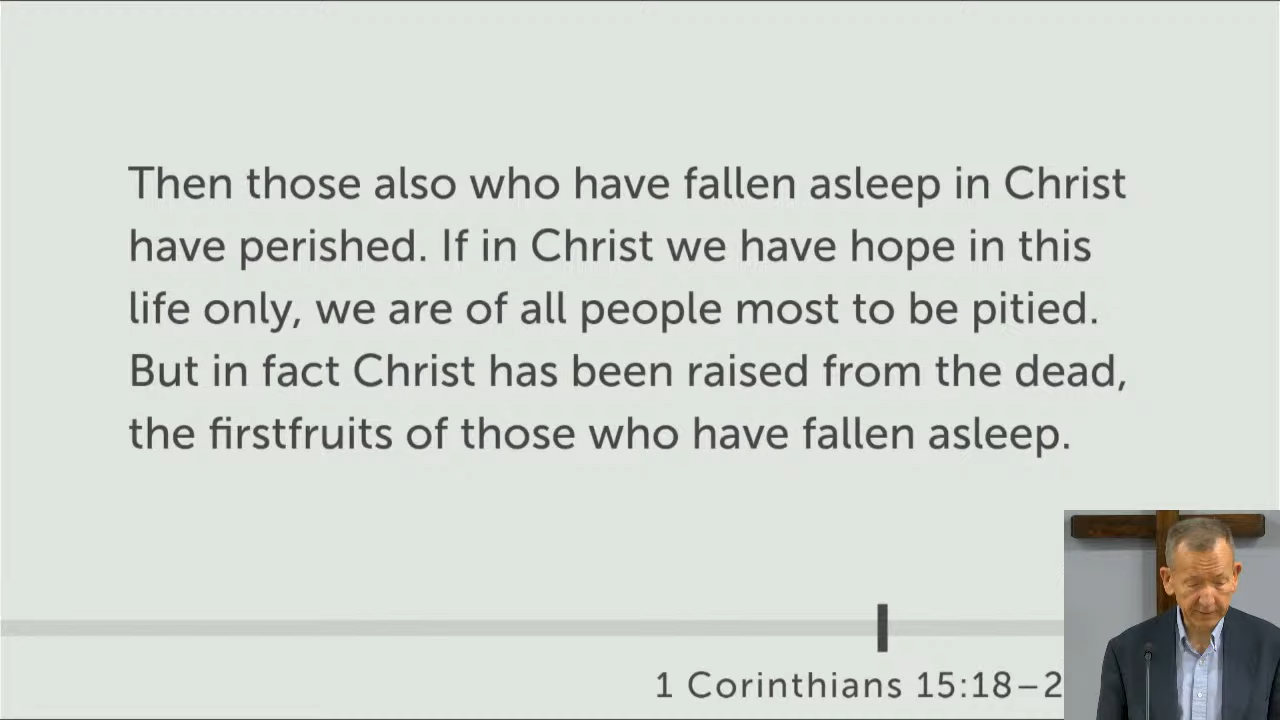 Then those also who have fallen asleep in Christ
have perished. If in Christ we have hope in this
life only, we are of all people most to be pitied.
But in fact Christ has been raised from the dead,
the firstfruits of those who have fallen asleep.
1 Corinthians 15:18–2